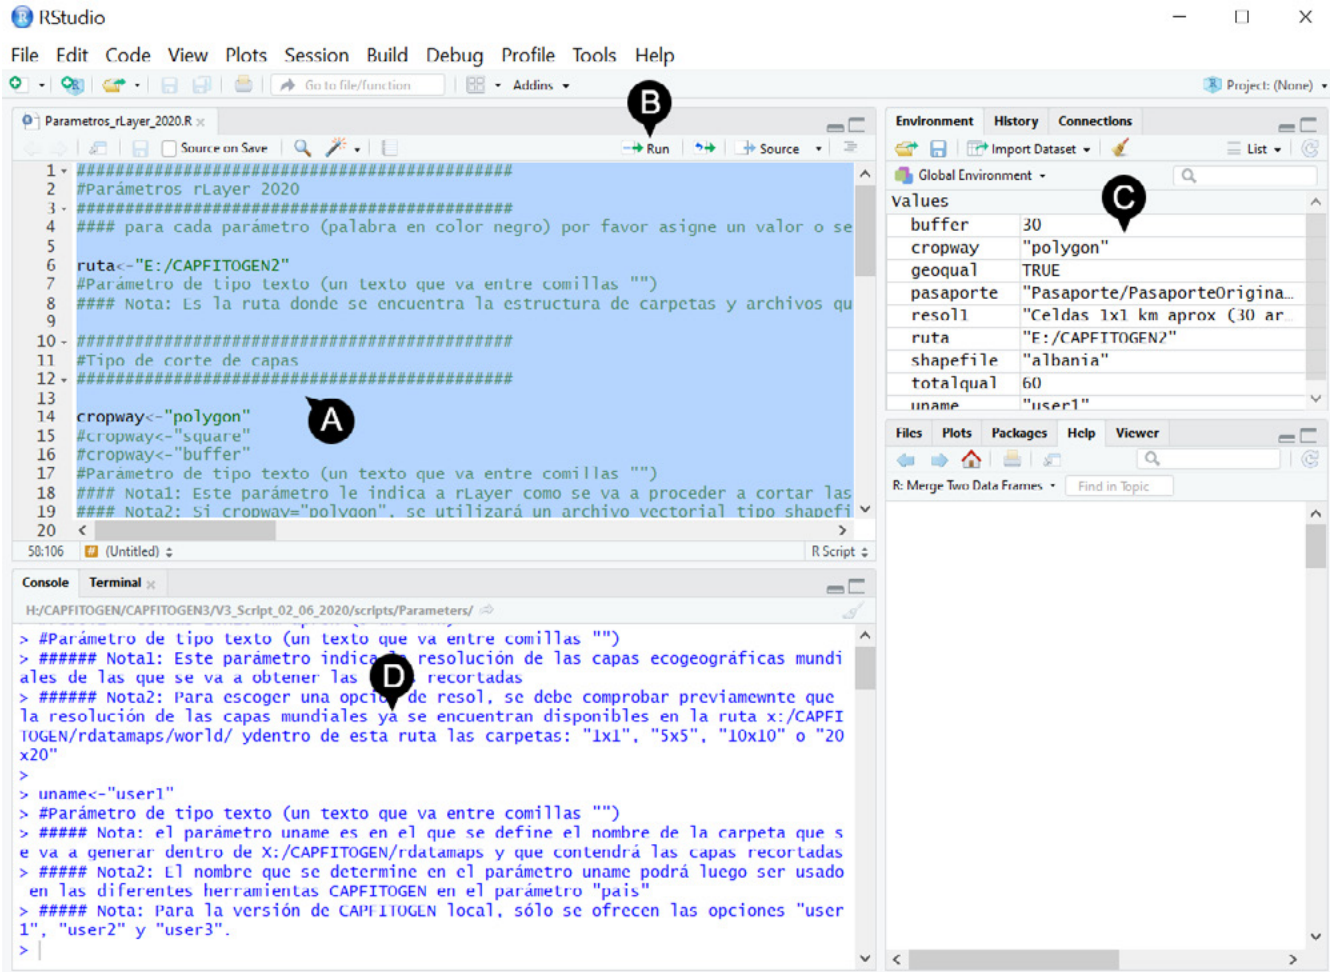 RStudio
File Edit Code View Plots Session Build Debug Profile Tools Help
Go to file/function
Addins
Project: (None)
Parametros_rLayer_2020.R
Source on Save
Run
Source
B
1 #############################################
2 #Parámetros rLayer 2020
3 #############################################
4 #### para cada parámetro (palabra en color negro) por favor asigne un valor o se
5
6 ruta<-"E:/CAPFITOGEN2"
7 #Parámetro de tipo texto (un texto que va entre comillas "")
8 #### Nota: Es la ruta donde se encuentra la estructura de carpetas y archivos qu
9
10 #############################################
11 #Tipo de corte de capas
12 #############################################
13
14 cropway<-"polygon"
15 #cropway<-"square"
16 #cropway<-"buffer"
17 #Parámetro de tipo texto (un texto que va entre comillas "")
18 #### Nota1: Este parámetro le indica a rLayer como se va a proceder a cortar las
19 #### Nota2: Si cropway="polygon", se utilizará un archivo vectorial tipo shapefi
20
A
58:106 (Untitled) R Script
Console Terminal
H:/CAPFITOGEN/CAPFITOGEN3/V3_Script_02_06_2020/scripts/Parameters/
> #Parámetro de tipo texto (un texto que va entre comillas "")
> ###### Nota1: Este parámetro indica la resolución de las capas ecogeográficas mundi
ales de las que se va a obtener las recortadas
> ###### Nota2: Para escoger una opción de resol, se debe comprobar previamewnte que
la resolución de las capas mundiales ya se encuentran disponibles en la ruta x:/CAPFI
TOGEN/rdatamaps/world/ ydentro de esta ruta las carpetas: "1x1", "5x5", "10x10" o "20
x20"
>
> uname<-"user1"
> #Parámetro de tipo texto (un texto que va entre comillas "")
> ##### Nota: el parámetro uname es en el que se define el nombre de la carpeta que s
e va a generar dentro de X:/CAPFITOGEN/rdatamaps y que contendrá las capas recortadas
> ##### Nota2: El nombre que se determine en el parámetro uname podrá luego ser usado
en las diferentes herramientas CAPFITOGEN en el parámetro "pais"
> ##### Nota: Para la versión de CAPFITOGEN local, sólo se ofrecen las opciones "user
1", "user2" y "user3".
>
D
Environment History Connections
Import Dataset
List
Global Environment
C
Values
buffer 30
cropway "polygon"
geoqual TRUE
pasaporte "Pasaporte/PasaporteOrigina…
resol1 "Celdas 1x1 km aprox (30 ar…
ruta "E:/CAPFITOGEN2"
shapefile "albania"
totalqual 60
uname "user1"
Files Plots Packages Help Viewer
R: Merge Two Data Frames
Find in Topic